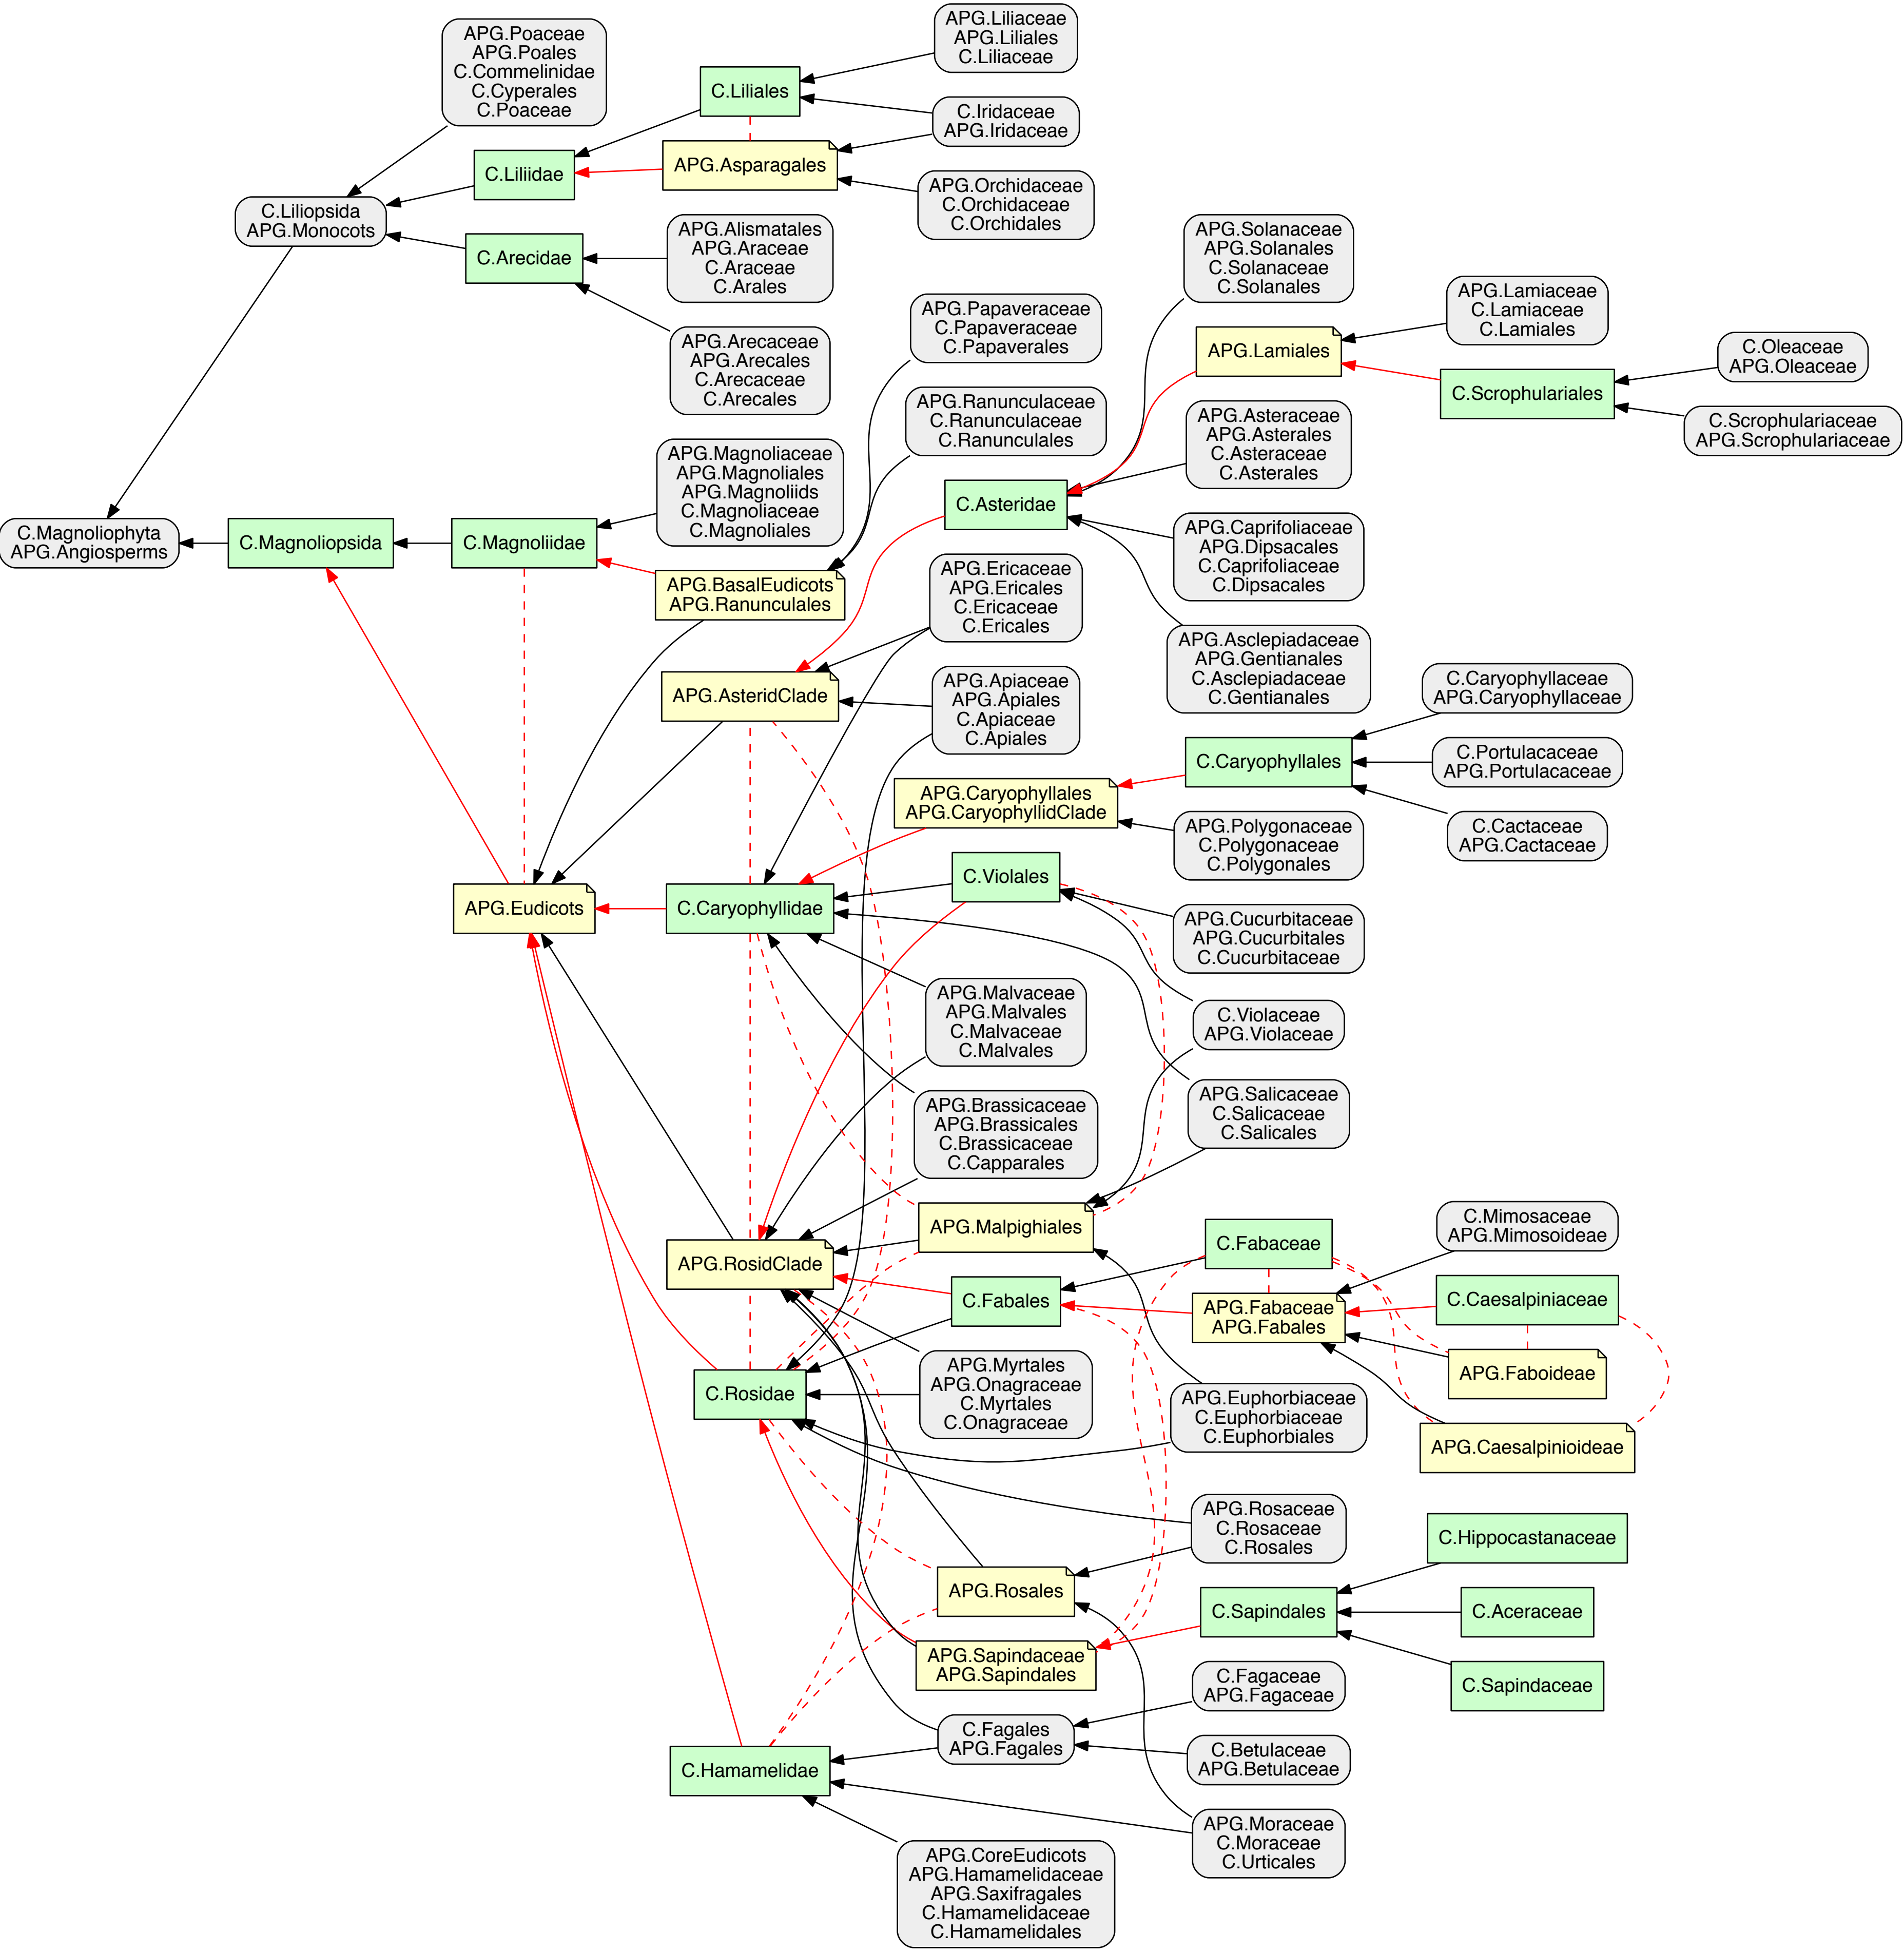 APG.Poaceae
APG.Poales
C.Commelinidae
C.Cyperales
C.Poaceae
C.Liliales
APG.Liliaceae
APG.Liliales
C.Liliaceae
C.Iridaceae
APG.Iridaceae
C.Liliidae
APG.Asparagales
APG.Orchidaceae
C.Orchidaceae
C.Orchidales
C.Liliopsida
APG.Monocots
C.Arecidae
APG.Alismatales
APG.Araceae
C.Araceae
C.Arales
APG.Arecaceae
APG.Arecales
C.Arecaceae
C.Arecales
APG.Papaveraceae
C.Papaveraceae
C.Papaverales
APG.Ranunculaceae
C.Ranunculaceae
C.Ranunculales
APG.Solanaceae
APG.Solanales
C.Solanaceae
C.Solanales
APG.Lamiales
APG.Lamiaceae
C.Lamiaceae
C.Lamiales
C.Scrophulariales
C.Oleaceae
APG.Oleaceae
C.Scrophulariaceae
APG.Scrophulariaceae
APG.Asteraceae
APG.Asterales
C.Asteraceae
C.Asterales
C.Magnoliophyta
APG.Angiosperms
C.Magnoliopsida
C.Magnoliidae
APG.Magnoliaceae
APG.Magnoliales
APG.Magnoliids
C.Magnoliaceae
C.Magnoliales
C.Asteridae
APG.Caprifoliaceae
APG.Dipsacales
C.Caprifoliaceae
C.Dipsacales
APG.BasalEudicots
APG.Ranunculales
APG.Ericaceae
APG.Ericales
C.Ericaceae
C.Ericales
APG.Asclepiadaceae
APG.Gentianales
C.Asclepiadaceae
C.Gentianales
APG.AsteridClade
APG.Apiaceae
APG.Apiales
C.Apiaceae
C.Apiales
C.Caryophyllaceae
APG.Caryophyllaceae
C.Caryophyllales
C.Portulacaceae
APG.Portulacaceae
APG.Caryophyllales
APG.CaryophyllidClade
APG.Polygonaceae
C.Polygonaceae
C.Polygonales
C.Cactaceae
APG.Cactaceae
APG.Eudicots
C.Caryophyllidae
C.Violales
APG.Cucurbitaceae
APG.Cucurbitales
C.Cucurbitaceae
APG.Malvaceae
APG.Malvales
C.Malvaceae
C.Malvales
C.Violaceae
APG.Violaceae
APG.Brassicaceae
APG.Brassicales
C.Brassicaceae
C.Capparales
APG.Salicaceae
C.Salicaceae
C.Salicales
APG.Malpighiales
APG.RosidClade
C.Fabales
C.Fabaceae
APG.Fabaceae
APG.Fabales
C.Mimosaceae
APG.Mimosoideae
C.Caesalpiniaceae
APG.Faboideae
APG.Caesalpinioideae
C.Rosidae
APG.Myrtales
APG.Onagraceae
C.Myrtales
C.Onagraceae
APG.Euphorbiaceae
C.Euphorbiaceae
C.Euphorbiales
APG.Rosaceae
C.Rosaceae
C.Rosales
APG.Rosales
C.Hippocastanaceae
C.Sapindales
C.Aceraceae
C.Sapindaceae
APG.Sapindaceae
APG.Sapindales
C.Fagaceae
APG.Fagaceae
C.Fagales
APG.Fagales
C.Betulaceae
APG.Betulaceae
C.Hamamelidae
APG.Moraceae
C.Moraceae
C.Urticales
APG.CoreEudicots
APG.Hamamelidaceae
APG.Saxifragales
C.Hamamelidaceae
C.Hamamelidales